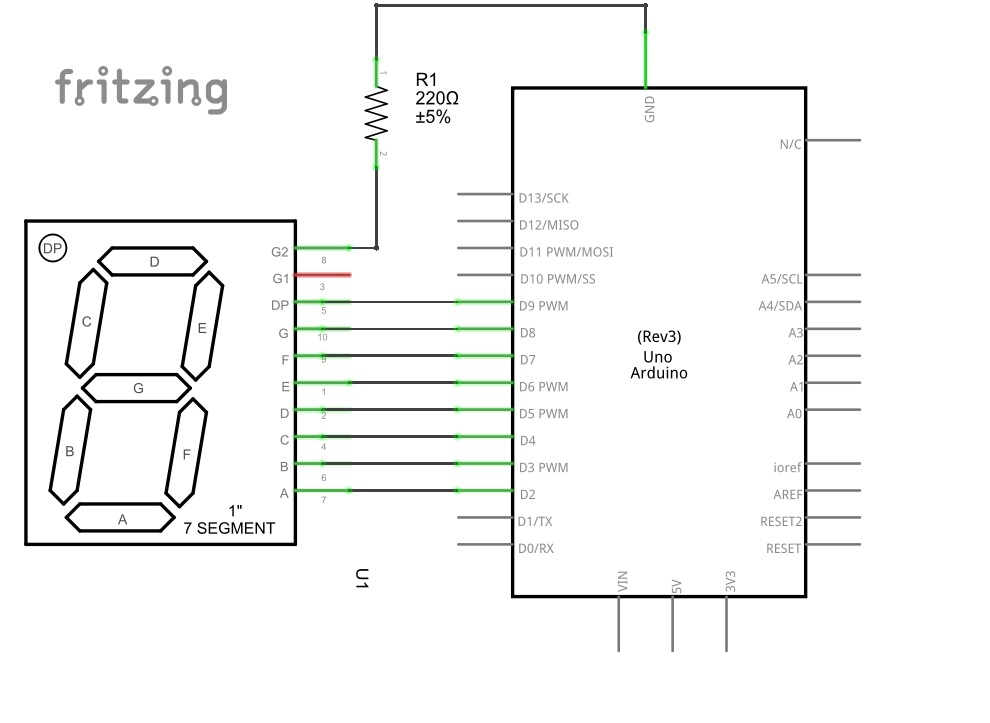 fritzing
R1
220Ω
±5%
1
2
GND
N/C
D13/SCK
D12/MISO
D11 PWM/MOSI
D10 PWM/SS
D9 PWM
D8
D7
D6 PWM
D5 PWM
D4
D3 PWM
D2
D1/TX
D0/RX
(Rev3)
Uno
Arduino
A5/SCL
A4/SDA
A3
A2
A1
A0
ioref
AREF
RESET2
RESET
VIN
5V
3V3
DP
D
C
E
G
B
F
A
1"
7 SEGMENT
G2
8
G1
3
DP
5
G
10
F
9
E
1
D
2
C
4
B
6
A
7
U1